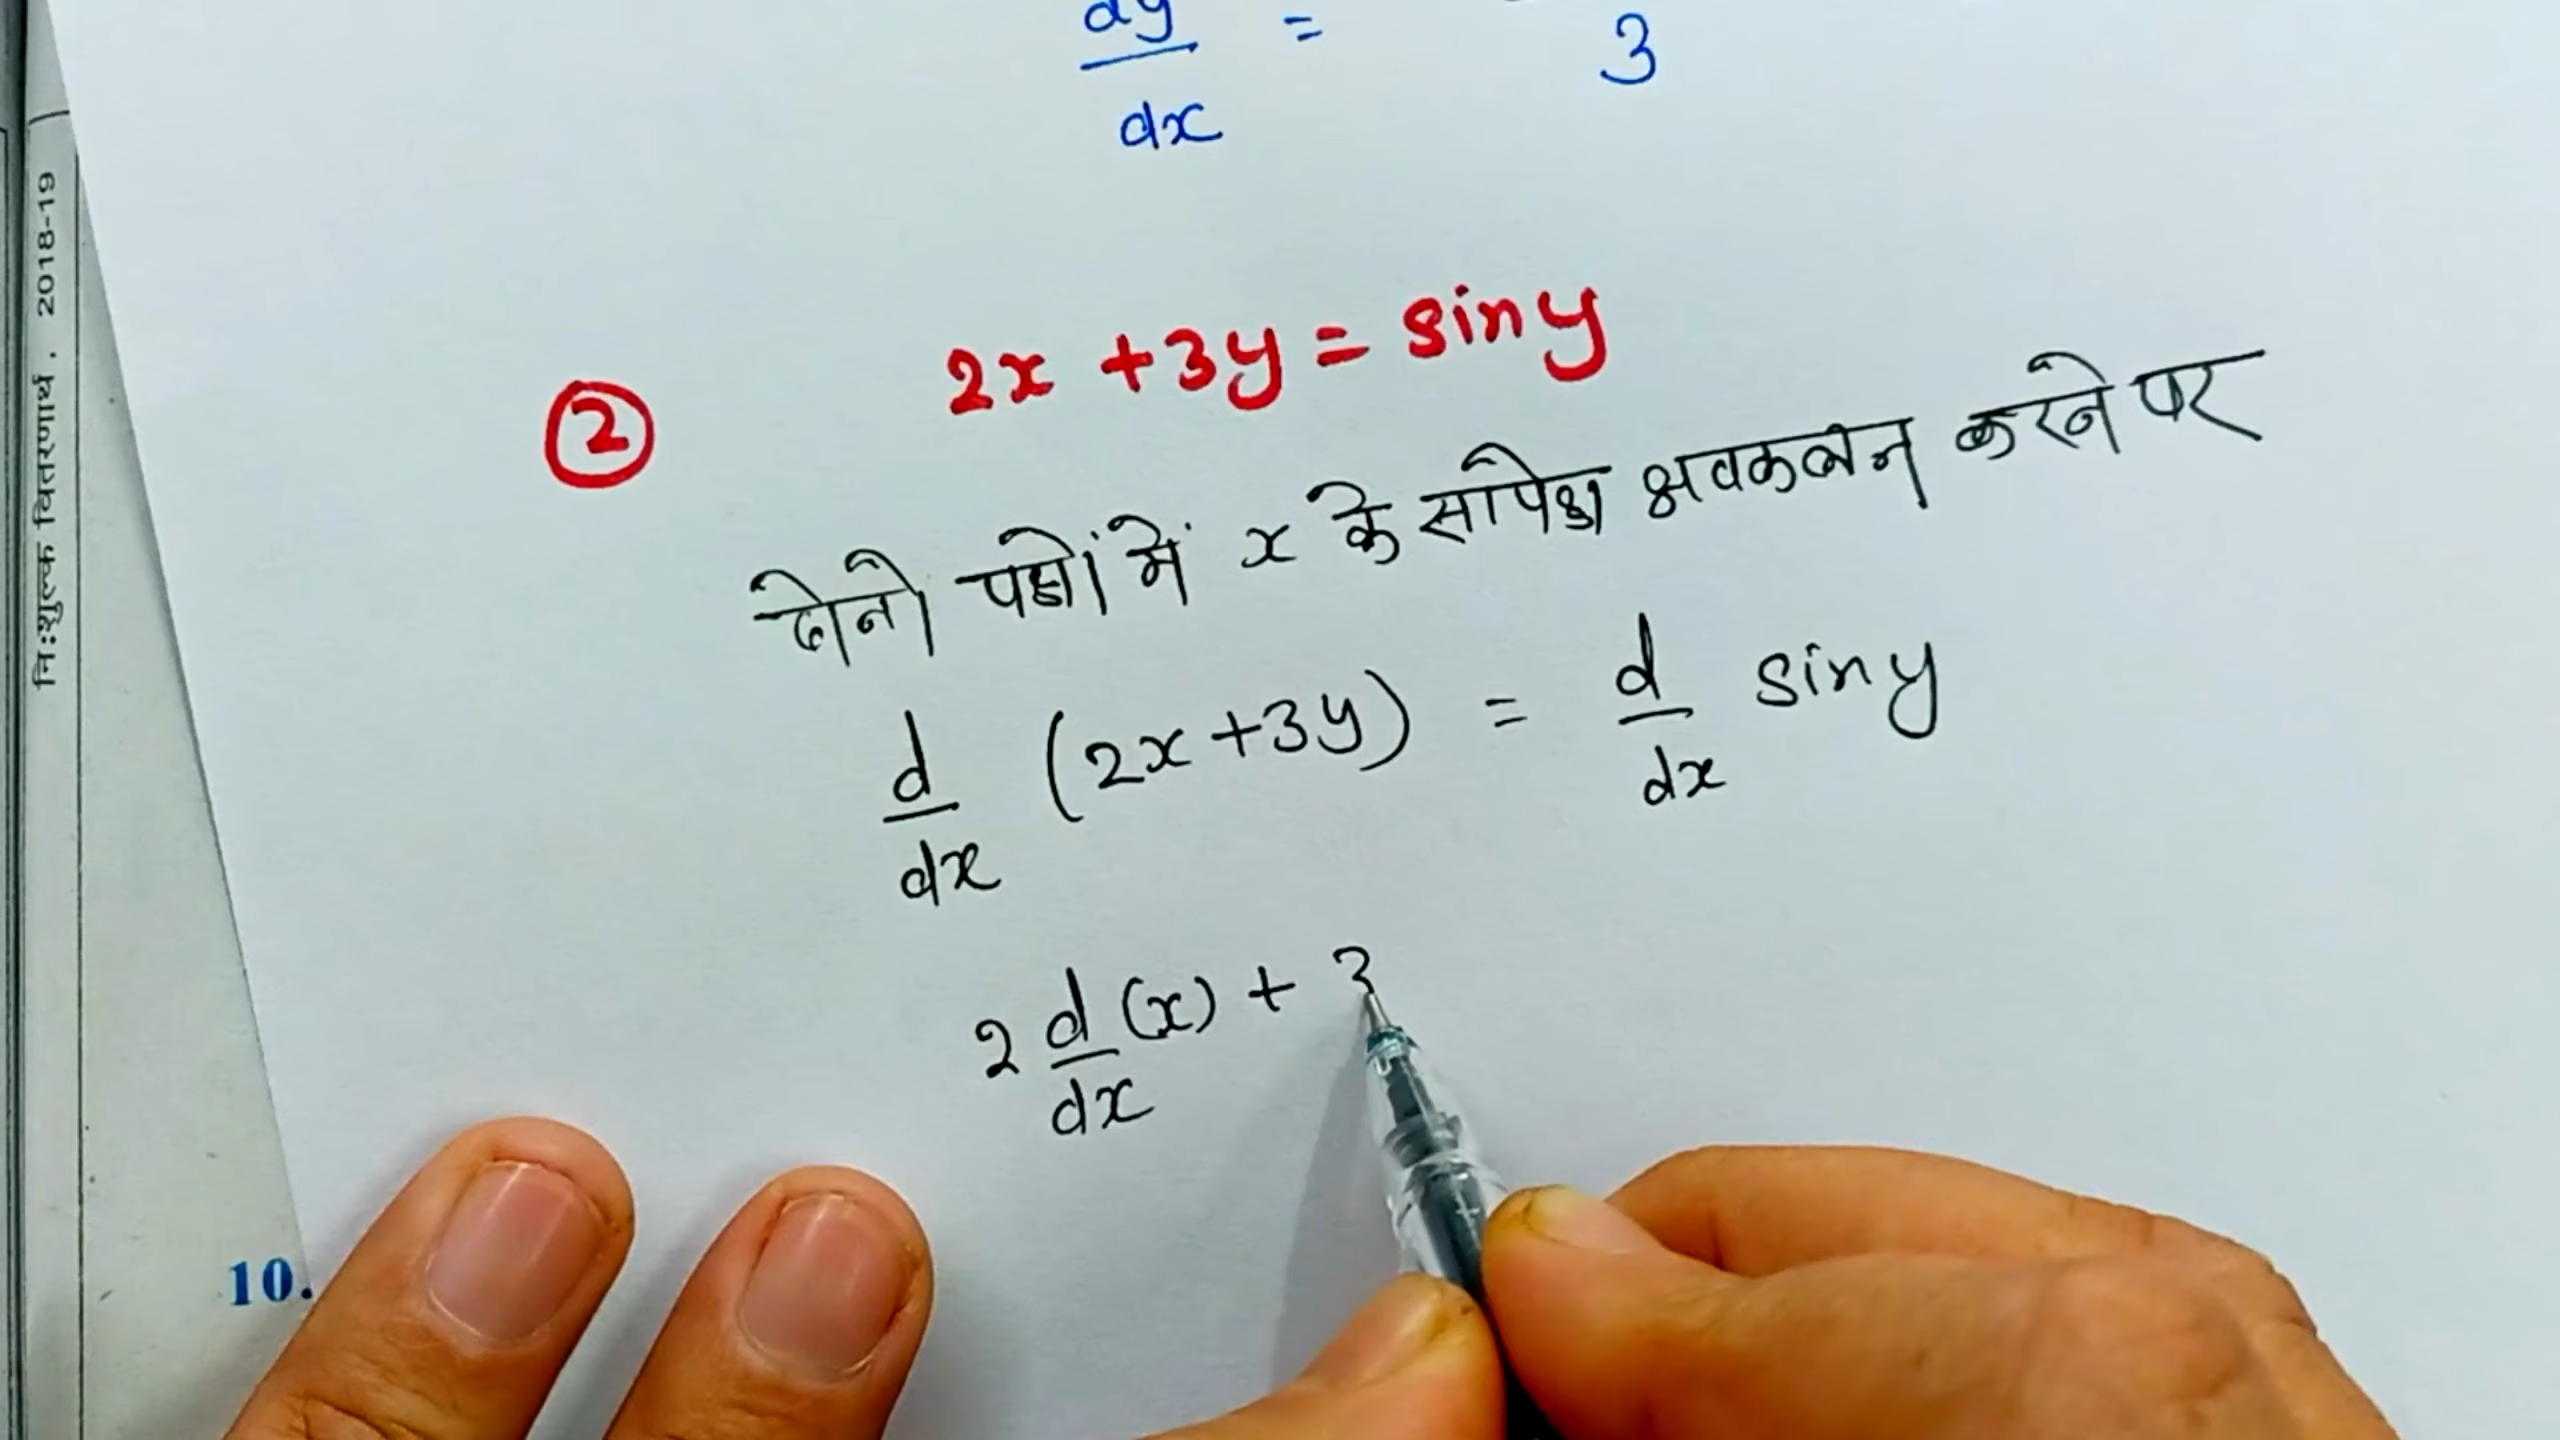 dy/dx = 3
② 2x + 3y = sin y
दोनो पक्षों में x के सापेक्ष अवकलन करने पर
d/dx (2x + 3y) = d/dx sin y
2 d/dx (x) + 3
10.
नि:शुल्क वितरणार्थ, 2018-19